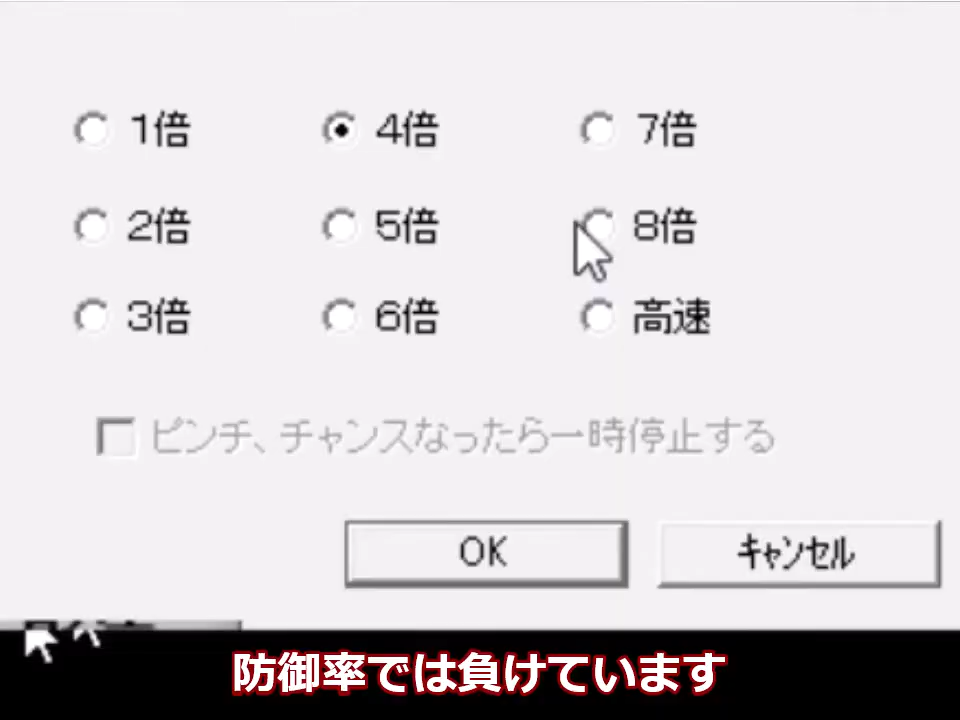 1倍 4倍 7倍
2倍 5倍 8倍
3倍 6倍 高速
ピンチ、チャンスなったら一時停止する
OK キャンセル
防御率では負けています